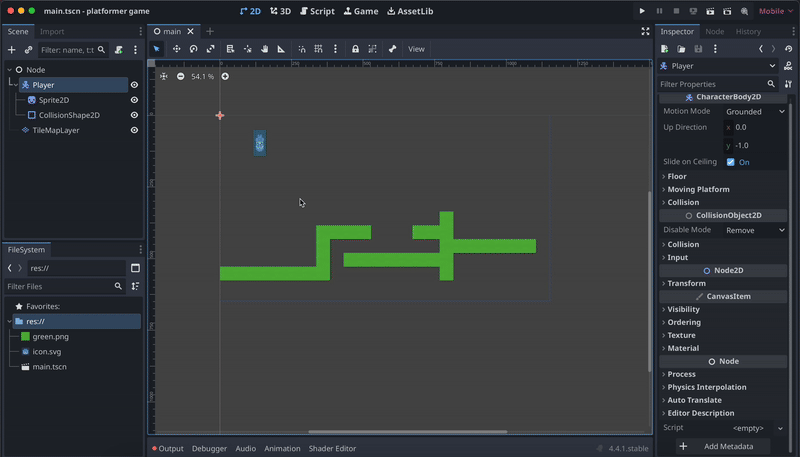 main.tscn - platformer game
2D 3D Script Game AssetLib
Mobile
Scene Import
Filter: name, t:t
Node
Player
Sprite2D
CollisionShape2D
TileMapLayer
FileSystem
res://
Filter Files
Favorites:
res://
green.png
icon.svg
main.tscn
main
View
54.1 %
0
500
1000
Output Debugger Audio Animation Shader Editor
4.4.1.stable
Inspector Node History
Player
Filter Properties
CharacterBody2D
Motion Mode Grounded
Up Direction x 0.0
y -1.0
Slide on Ceiling On
Floor
Moving Platform
Collision
CollisionObject2D
Disable Mode Remove
Collision
Input
Node2D
Transform
CanvasItem
Visibility
Ordering
Texture
Material
Node
Process
Physics Interpolation
Auto Translate
Editor Description
Script <empty>
Add Metadata